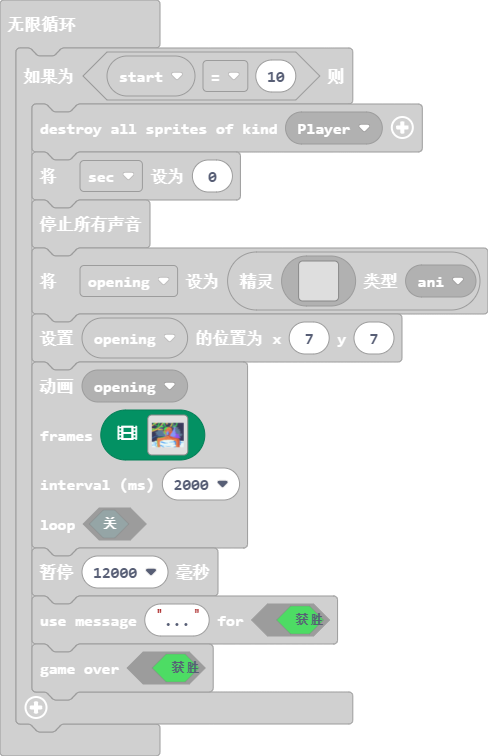 无限循环
如果为 start = 10 则
destroy all sprites of kind Player
将 sec 设为 0
停止所有声音
将 opening 设为 精灵 类型 ani
设置 opening 的位置为 x 7 y 7
动画 opening
frames
interval (ms) 2000
loop 关
暂停 12000 毫秒
use message "..." for 获胜
game over 获胜